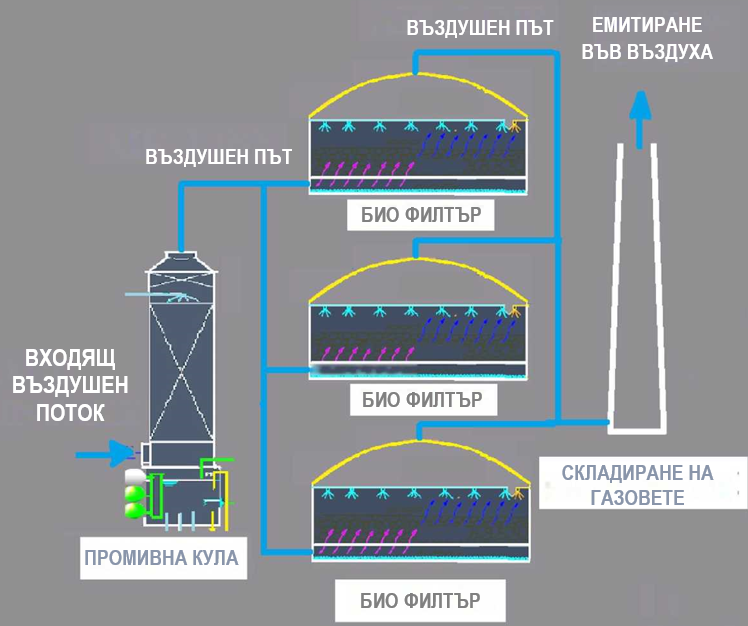 ВЪЗДУШЕН ПЪТ
ЕМИТИРАНЕ
ВЪВ ВЪЗДУХА
ВЪЗДУШЕН ПЪТ
БИО ФИЛТЪР
ВХОДЯЩ
ВЪЗДУШЕН
ПОТОК
БИО ФИЛТЪР
СКЛАДИРАНЕ НА
ГАЗОВЕТЕ
ПРОМИВНА КУЛА
БИО ФИЛТЪР